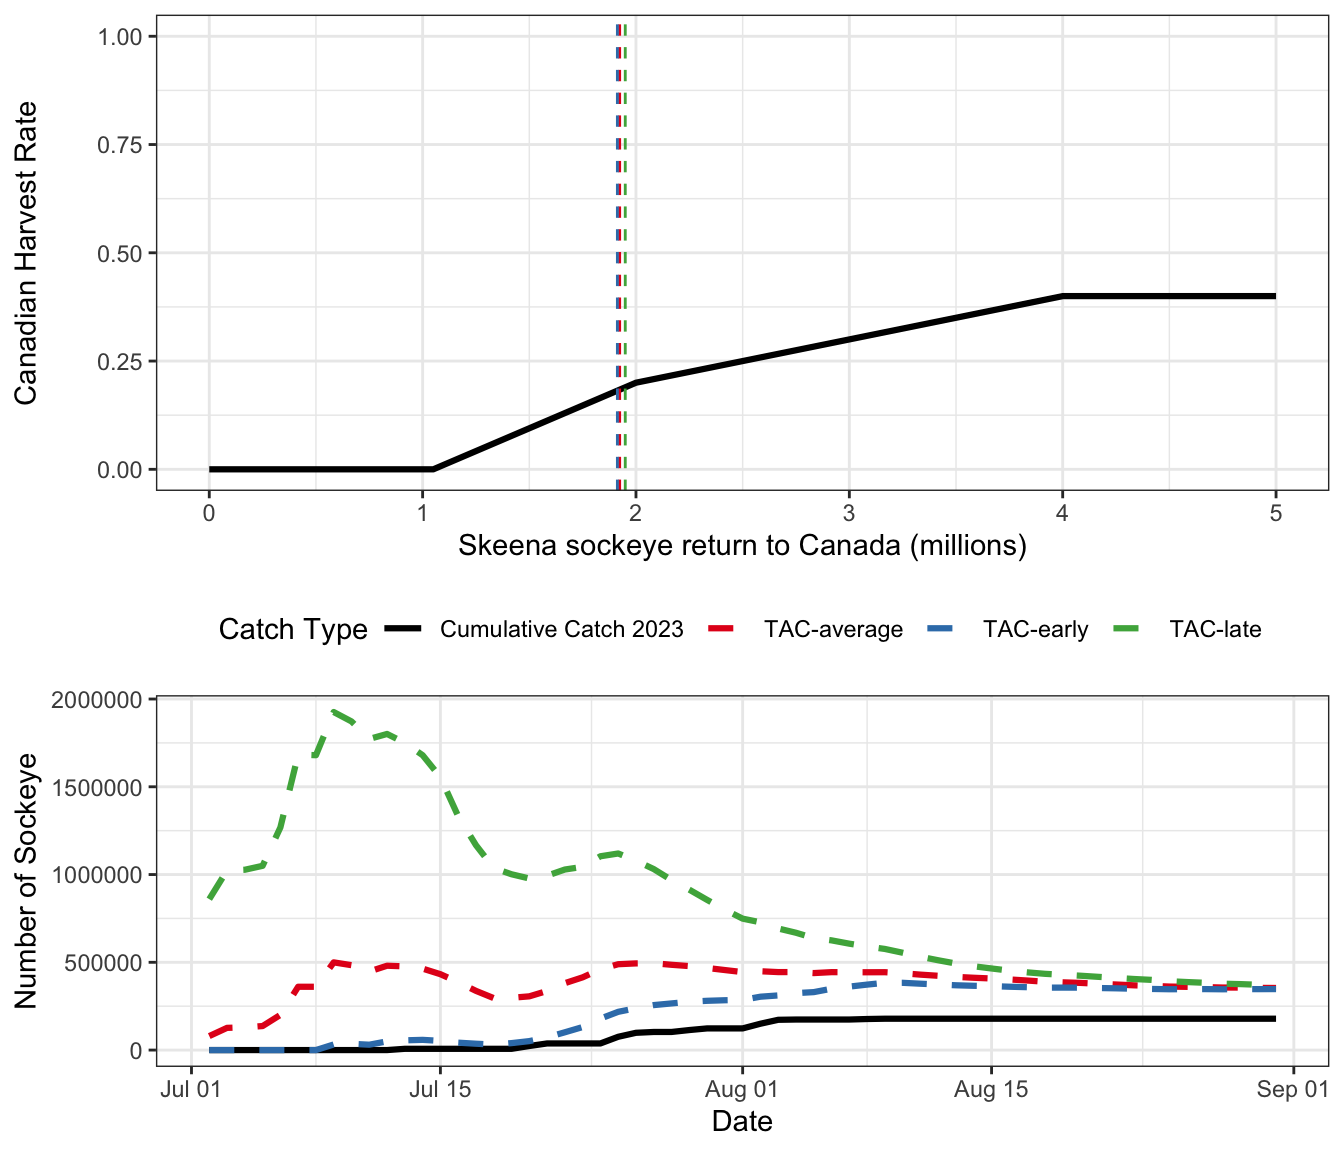 1.00
0.75
0.50
0.25
0.00
Canadian Harvest Rate
0 1 2 3 4 5
Skeena sockeye return to Canada (millions)
Catch Type Cumulative Catch 2023 TAC-average TAC-early TAC-late
2000000
1500000
1000000
500000
0
Number of Sockeye
Jul 01 Jul 15 Aug 01 Aug 15 Sep 01
Date